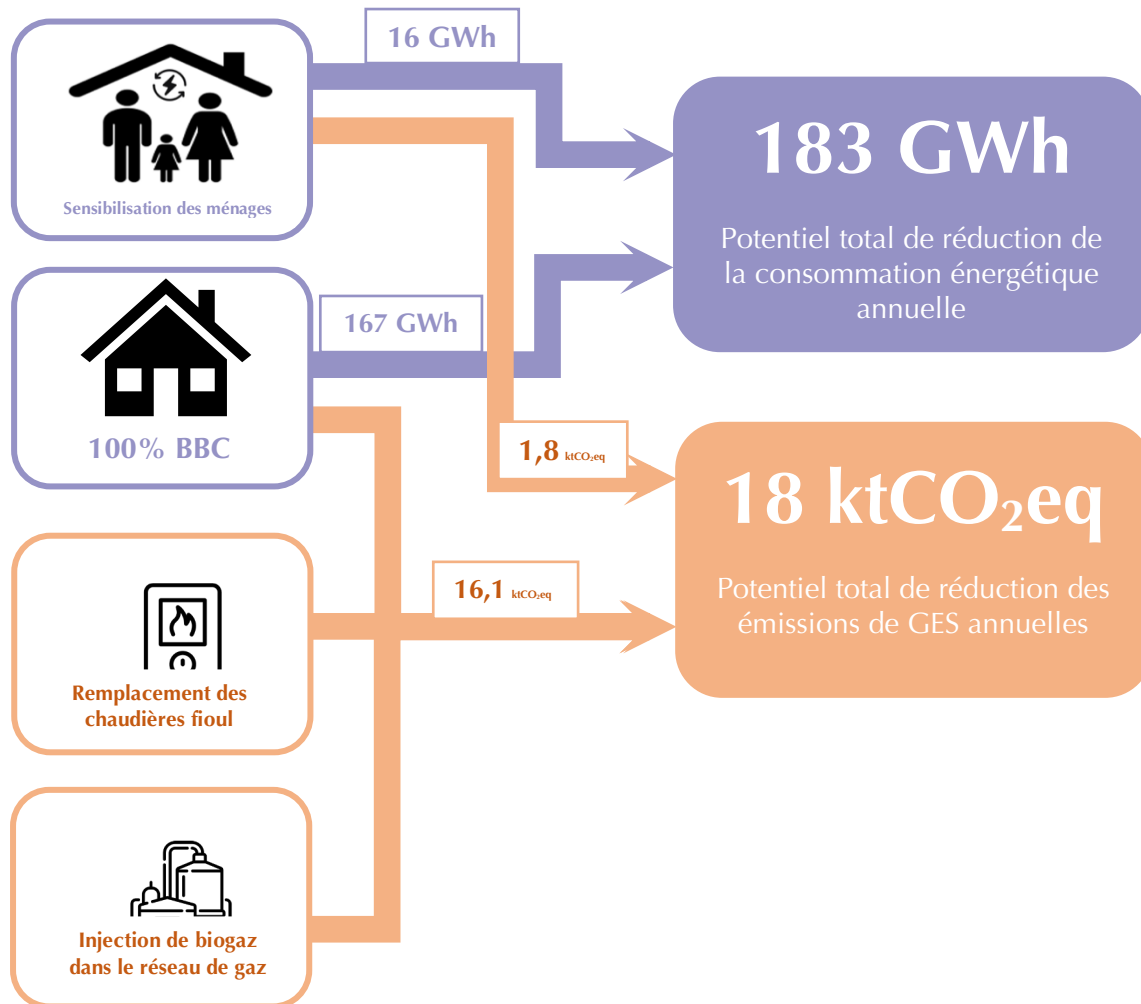 16 GWh
Sensibilisation des ménages
183 GWh
Potentiel total de réduction de
la consommation énergétique
annuelle
167 GWh
100% BBC
1,8 ktCO₂eq
18 ktCO₂eq
Potentiel total de réduction des
émissions de GES annuelles
16,1 ktCO₂eq
Remplacement des
chaudières fioul
Injection de biogaz
dans le réseau de gaz